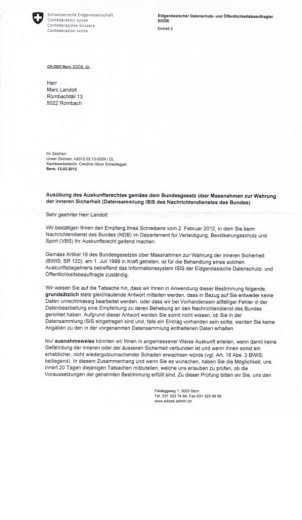 Schweizerische Eidgenossenschaft
Confédération suisse
Confederazione Svizzera
Confederaziun svizra
Eidgenössischer Datenschutz- und Öffentlichkeitsbeauftragter
EDÖB
Einheit 2
CH-3003 Bern, EDÖB, GL
Herr
Marc Landolt
Rombachtäli 13
5022 Rombach
Ihr Zeichen:
Unser Zeichen: A2012.02.13-0009 / GL
Sachbearbeiter/in: Caroline Gloor Scheidegger
Bern, 13.02.2012
Ausübung des Auskunftsrechtes gemäss dem Bundesgesetz über Massnahmen zur Wahrung
der inneren Sicherheit (Datensammlung ISIS des Nachrichtendienstes des Bundes)
Sehr geehrter Herr Landolt
Wir bestätigen Ihnen den Empfang Ihres Schreibens vom 2. Februar 2012, in dem Sie beim
Nachrichtendienst des Bundes (NDB) im Departement für Verteidigung, Bevölkerungsschutz und
Sport (VBS) Ihr Auskunftsrecht geltend machen.
Gemäss Artikel 18 des Bundesgesetzes über Massnahmen zur Wahrung der inneren Sicherheit
(BWIS; SR 120), am 1. Juli 1998 in Kraft getreten, ist für die Behandlung eines solchen
Auskunftsbegehrens betreffend das Informationssystem ISIS der Eidgenössische Datenschutz- und
Öffentlichkeitsbeauftragte zuständig.
Wir weisen Sie auf die Tatsache hin, dass wir Ihnen in Anwendung dieser Bestimmung folgende,
grundsätzlich stets gleichlautende Antwort mitteilen werden, dass in Bezug auf Sie entweder keine
Daten unrechtmässig bearbeitet werden, oder dass wir bei Vorhandensein allfälliger Fehler in der
Datenbearbeitung eine Empfehlung zu deren Behebung an den Nachrichtendienst des Bundes
gerichtet haben. Aufgrund dieser Antwort werden Sie somit nicht wissen, ob Sie in der
Datensammlung ISIS eingetragen sind und, falls ein Eintrag vorhanden sein sollte, werden Sie keine
Angaben zu den in der vorgenannten Datensammlung enthaltenen Daten erhalten.
Nur ausnahmsweise könnten wir Ihnen in angemessener Weise Auskunft erteilen, wenn damit keine
Gefährdung der inneren oder der äusseren Sicherheit verbunden ist und wenn Ihnen sonst ein
erheblicher, nicht wiedergutzumachender Schaden erwachsen würde (vgl. Art. 18 Abs. 3 BWIS;
beiliegend). In diesem Zusammenhang und wenn Sie es wünschen, haben Sie die Möglichkeit, uns
innert 20 Tagen diejenigen Tatsachen mitzuteilen, welche uns erlauben zu prüfen, ob die
Voraussetzungen der genannten Bestimmung erfüllt sind. Zu dieser Prüfung bitten wir Sie, uns den
Feldeggweg 1, 3003 Bern
Tel. 031 323 74 84, Fax 031 325 99 96
www.edoeb.admin.ch